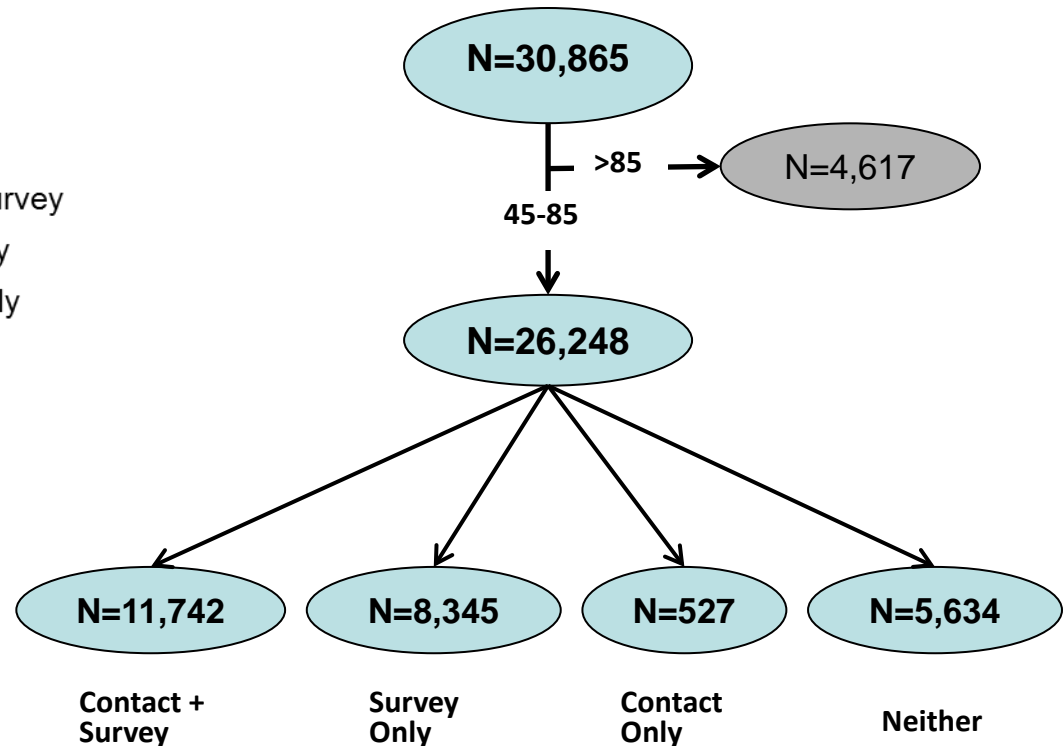 N=30,865
>85
N=4,617
45-85
N=26,248
N=11,742
N=8,345
N=527
N=5,634
Contact +
Survey
Survey
Only
Contact
Only
Neither